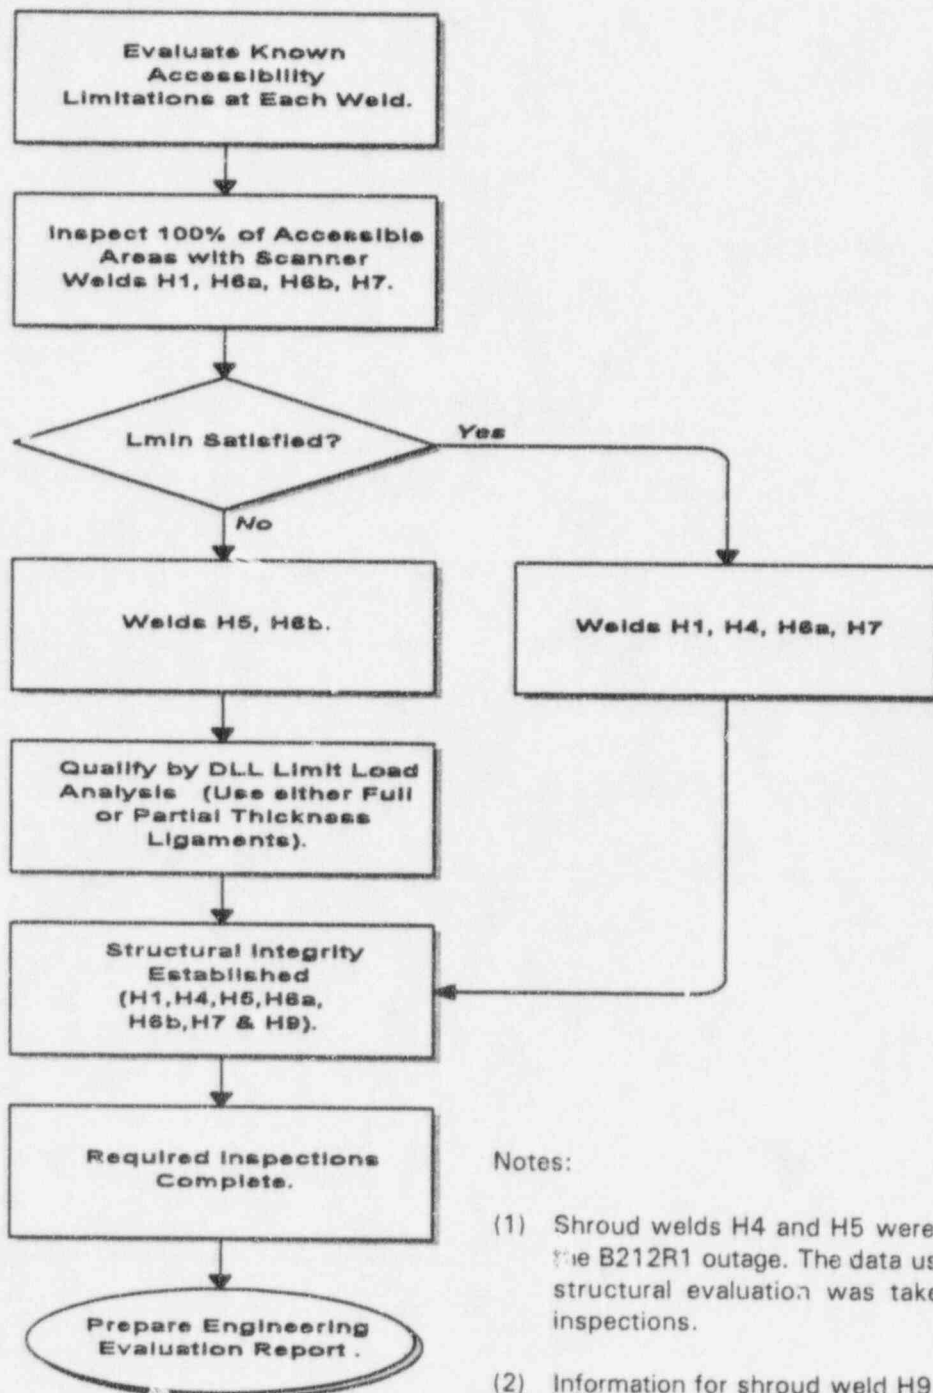 Evaluate Known
Accessibility
Limitations at Each Weld.
Inspect 100% of Accessible
Areas with Scanner
Welds H1, H6a, H6b, H7.
Lmin Satisfied?
Yes
No
Welds H5, H6b.
Welds H1, H4, H6a, H7
Qualify by DLL Limit Load
Analysis (Use either Full
or Partial Thickness
Ligaments).
Structural Integrity
Established
(H1,H4,H5,H6a,
H6b,H7 & H9).
Required Inspections
Complete.
Prepare Engineering
Evaluation Report .
Notes:
(1) Shroud welds H4 and H5 were
B212R1 outage. The data us
structural evaluation was take
inspections.
(2) Information for shroud weld H9